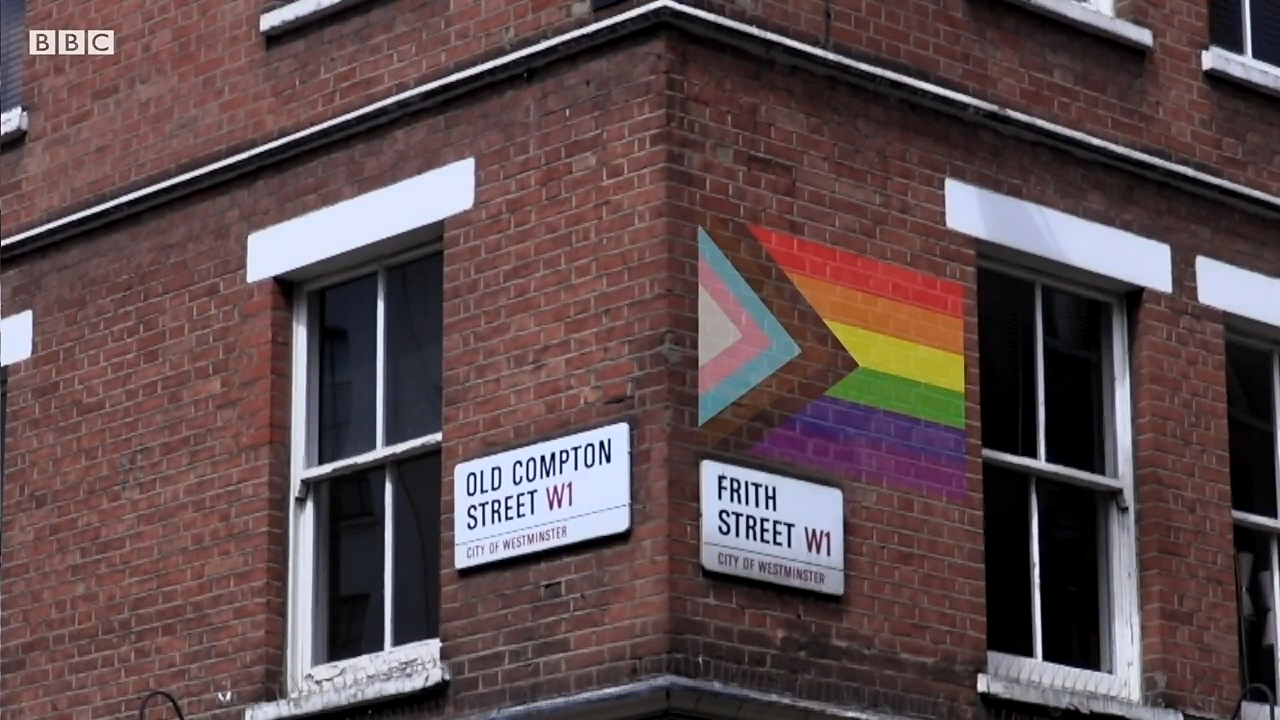 BBC
OLD COMPTON
STREET W1
CITY OF WESTMINSTER
FRITH
STREET W1
CITY OF WESTMINSTER